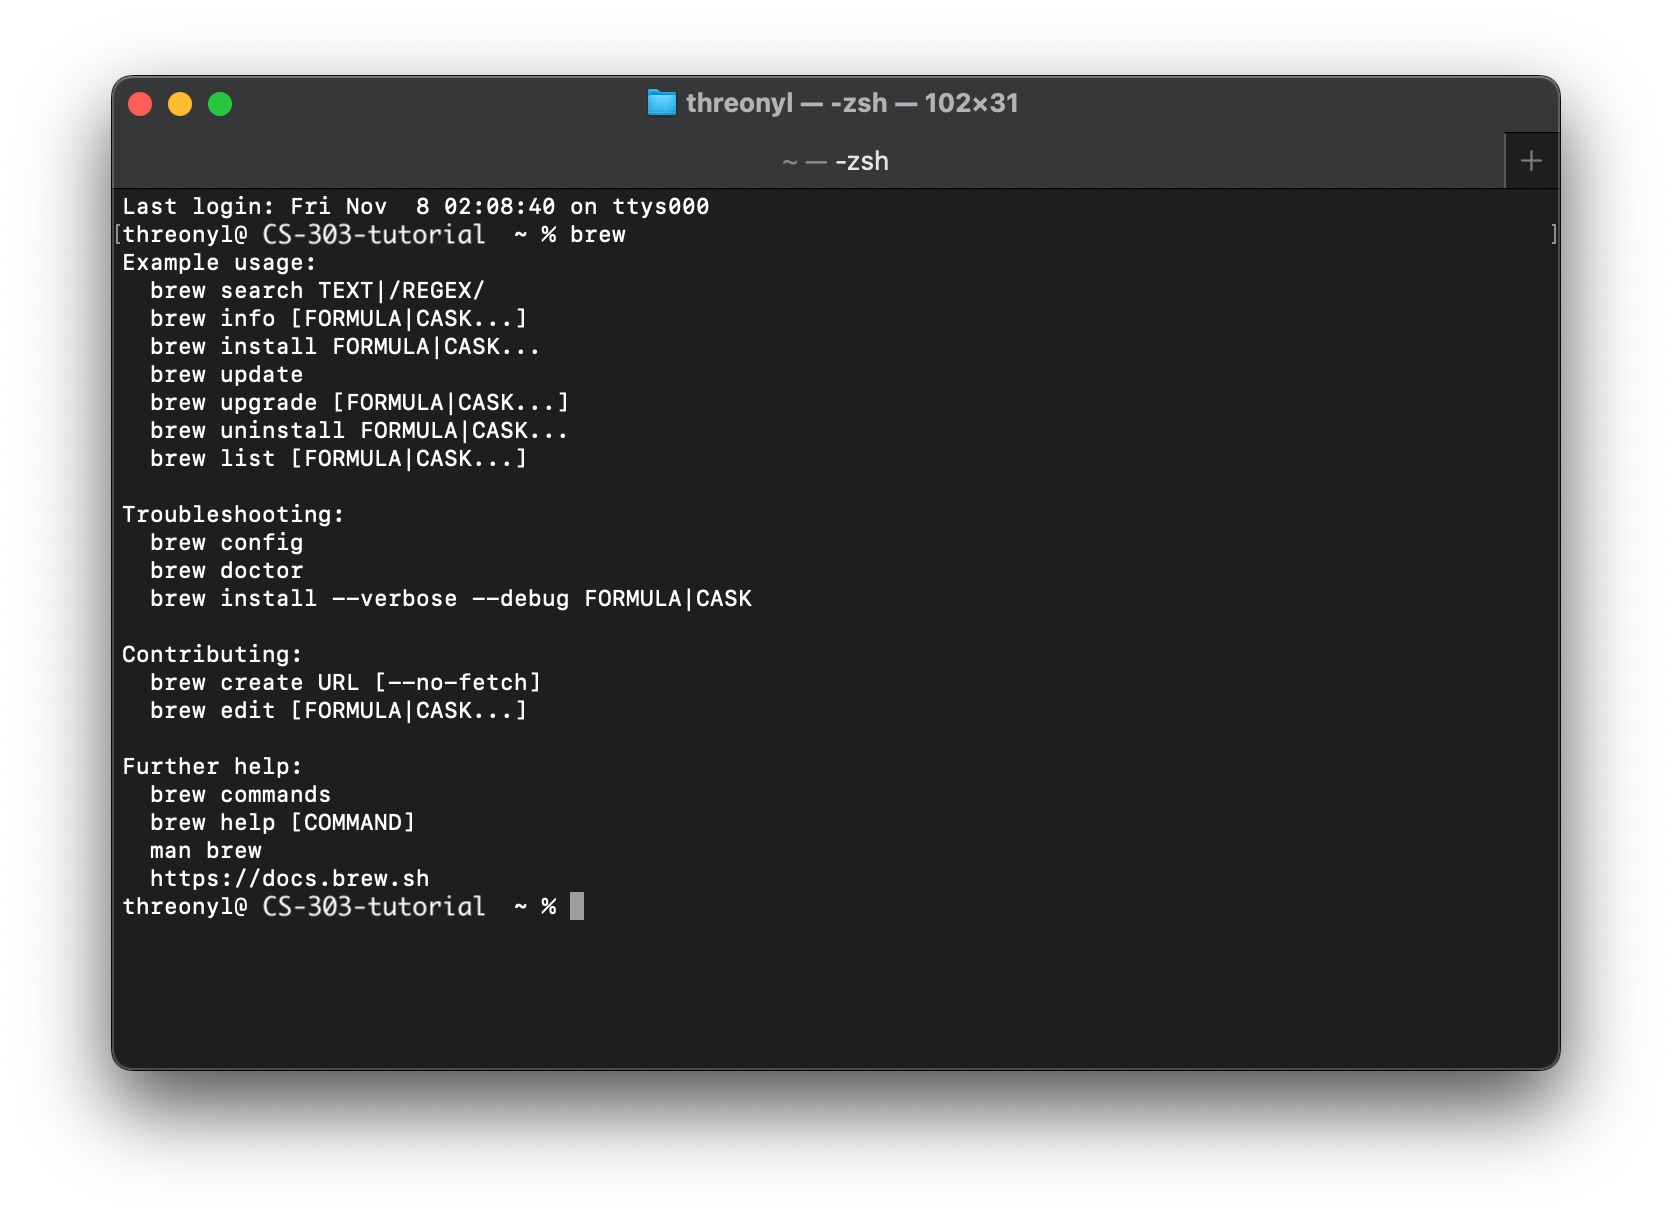 threonyl — -zsh — 102×31
~ — -zsh
Last login: Fri Nov  8 02:08:40 on ttys000
[threonyl@ CS-303-tutorial  ~ % brew ]
Example usage:
  brew search TEXT|/REGEX/
  brew info [FORMULA|CASK...]
  brew install FORMULA|CASK...
  brew update
  brew upgrade [FORMULA|CASK...]
  brew uninstall FORMULA|CASK...
  brew list [FORMULA|CASK...]

Troubleshooting:
  brew config
  brew doctor
  brew install --verbose --debug FORMULA|CASK

Contributing:
  brew create URL [--no-fetch]
  brew edit [FORMULA|CASK...]

Further help:
  brew commands
  brew help [COMMAND]
  man brew
  https://docs.brew.sh
threonyl@ CS-303-tutorial  ~ %